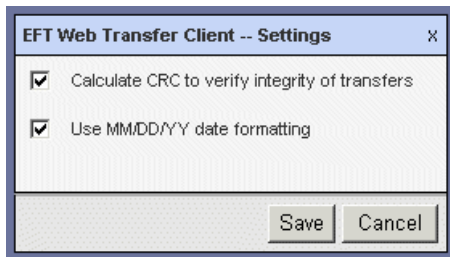 EFT Web Transfer Client -- Settings x
Calculate CRC to verify integrity of transfers
Use MM/DD/YY date formatting
Save Cancel